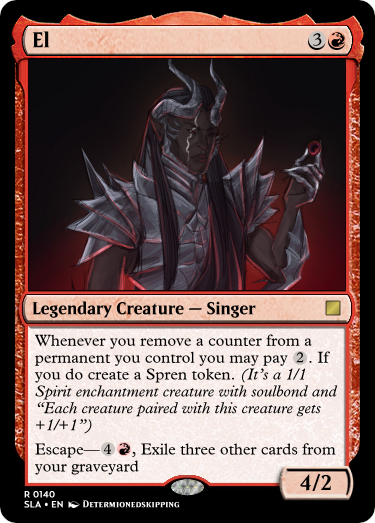 El 3
Legendary Creature — Singer
Whenever you remove a counter from a
permanent you control you may pay 2. If
you do create a Spren token. (It's a 1/1
Spirit enchantment creature with soulbond and
“Each creature paired with this creature gets
+1/+1”)
Escape—4, Exile three other cards from
your graveyard
4/2
R 0140
SLA • EN DETERMIONEDSKIPPING